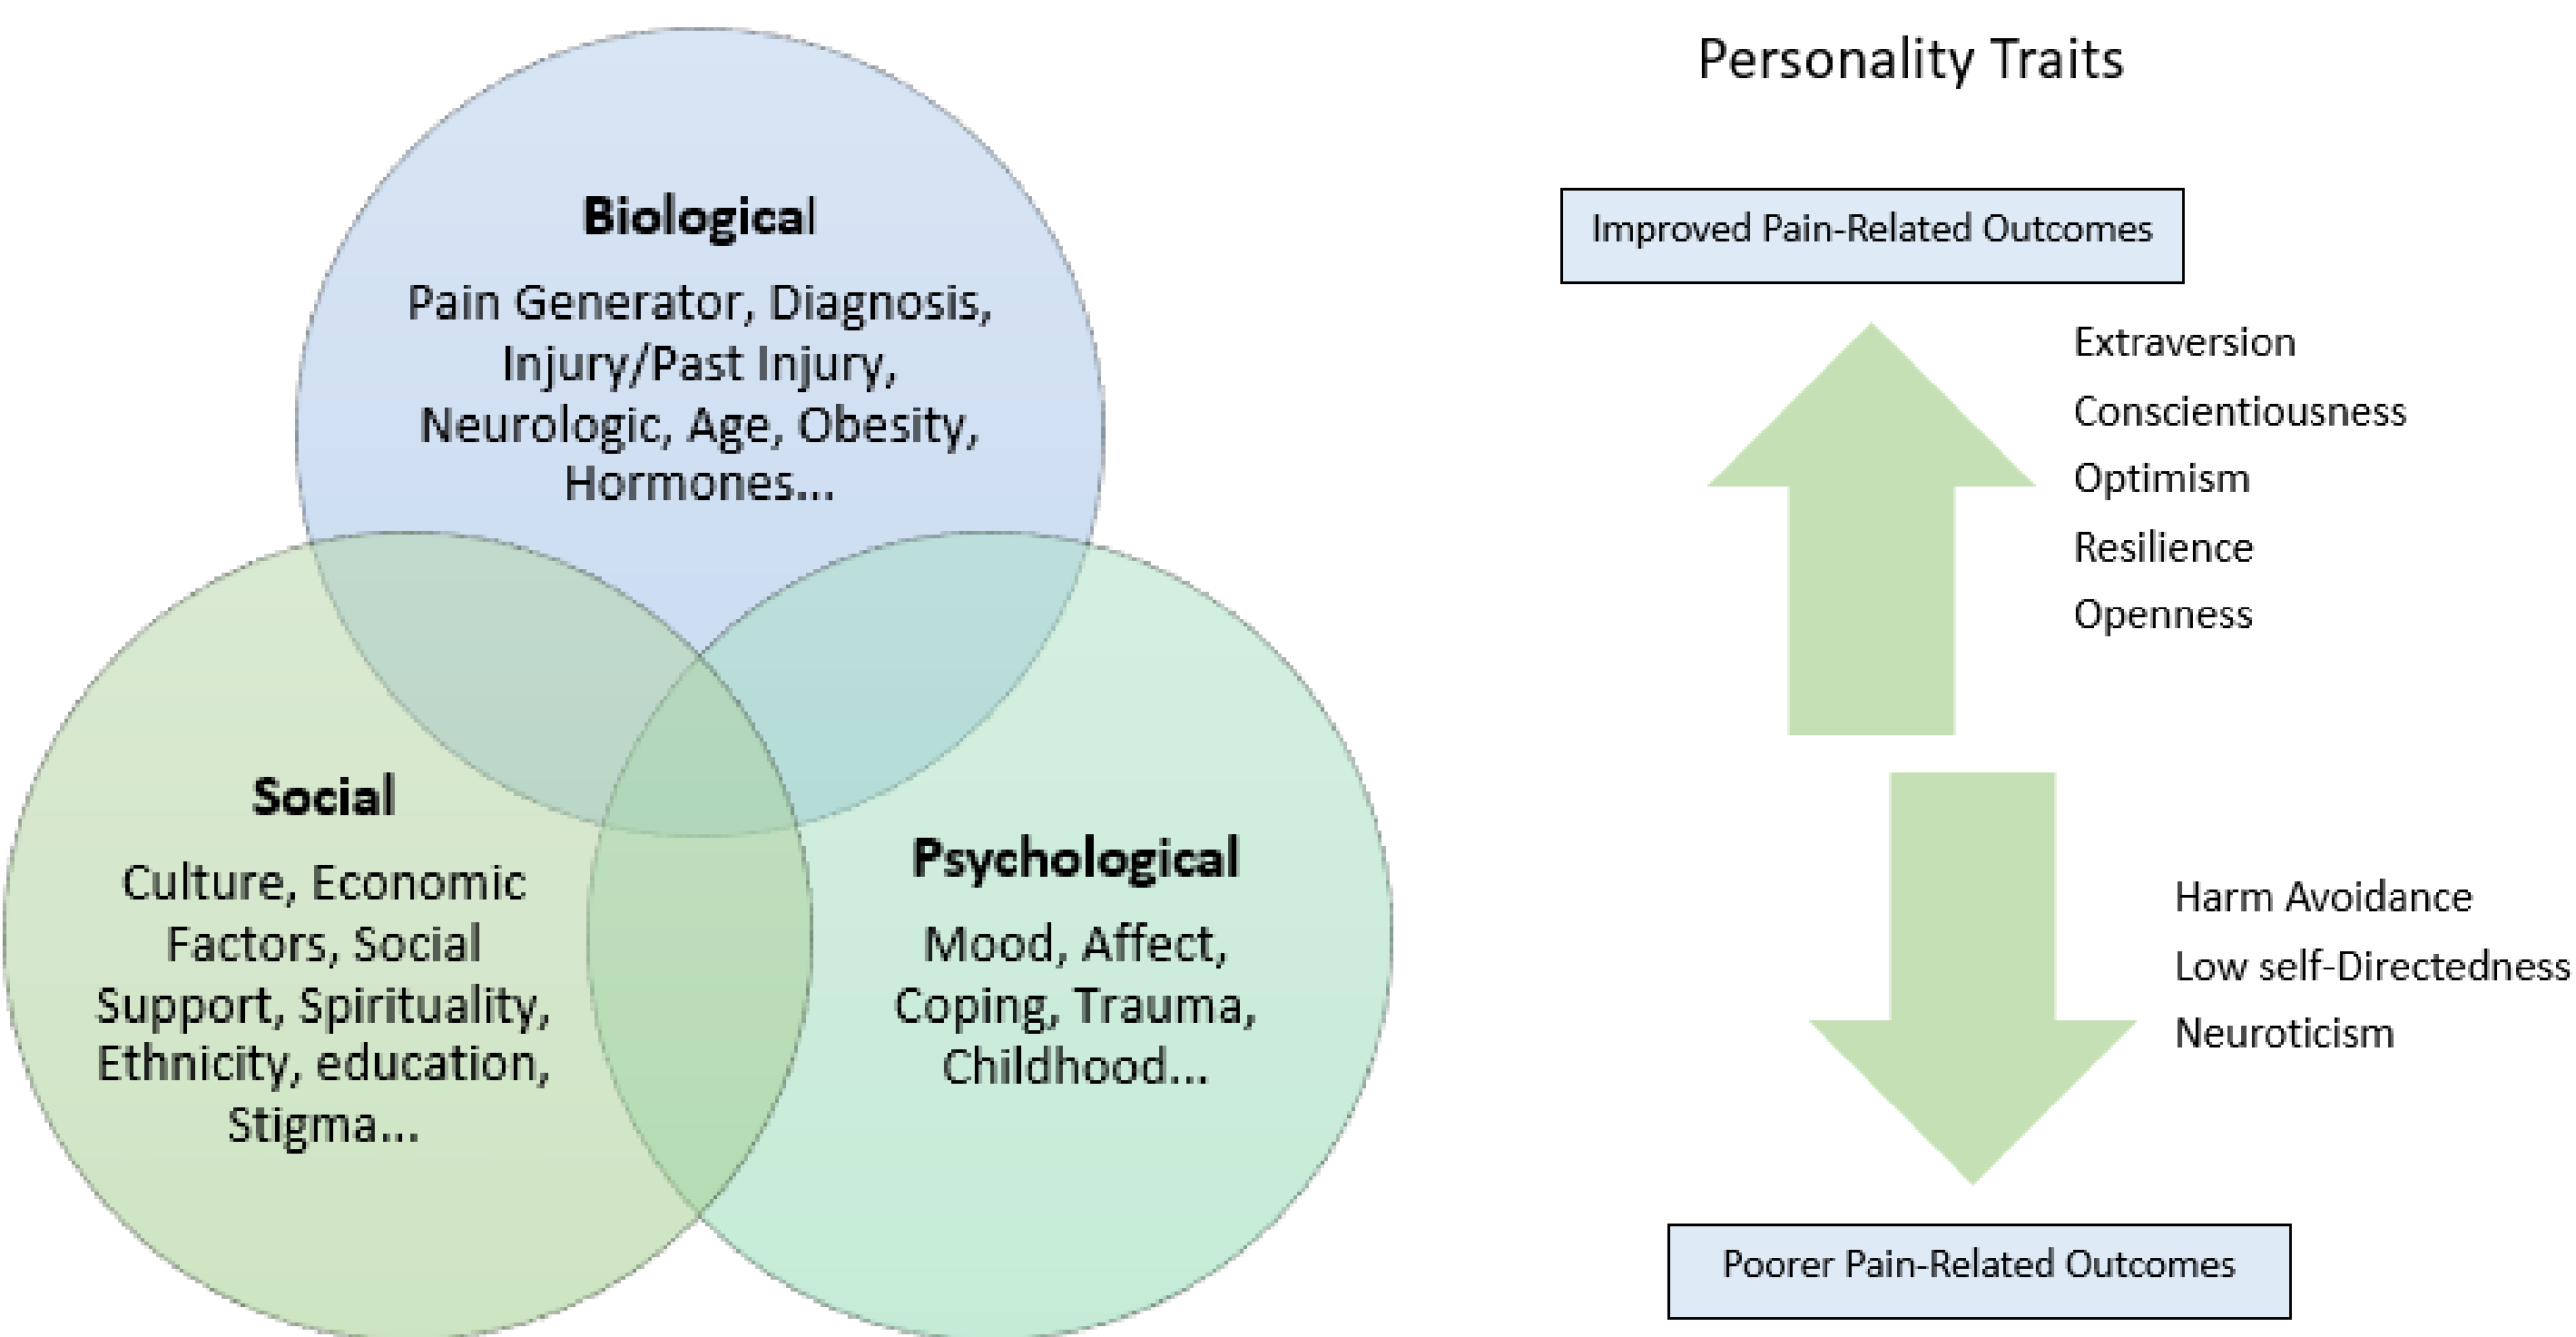 Biological
Pain Generator, Diagnosis,
Injury/Past Injury,
Neurologic, Age, Obesity,
Hormones...
Social
Culture, Economic
Factors, Social
Support, Spirituality,
Ethnicity, education,
Stigma...
Psychological
Mood, Affect,
Coping, Trauma,
Childhood...
Personality Traits
Improved Pain-Related Outcomes
Extraversion
Conscientiousness
Optimism
Resilience
Openness
Harm Avoidance
Low self-Directedness
Neuroticism
Poorer Pain-Related Outcomes